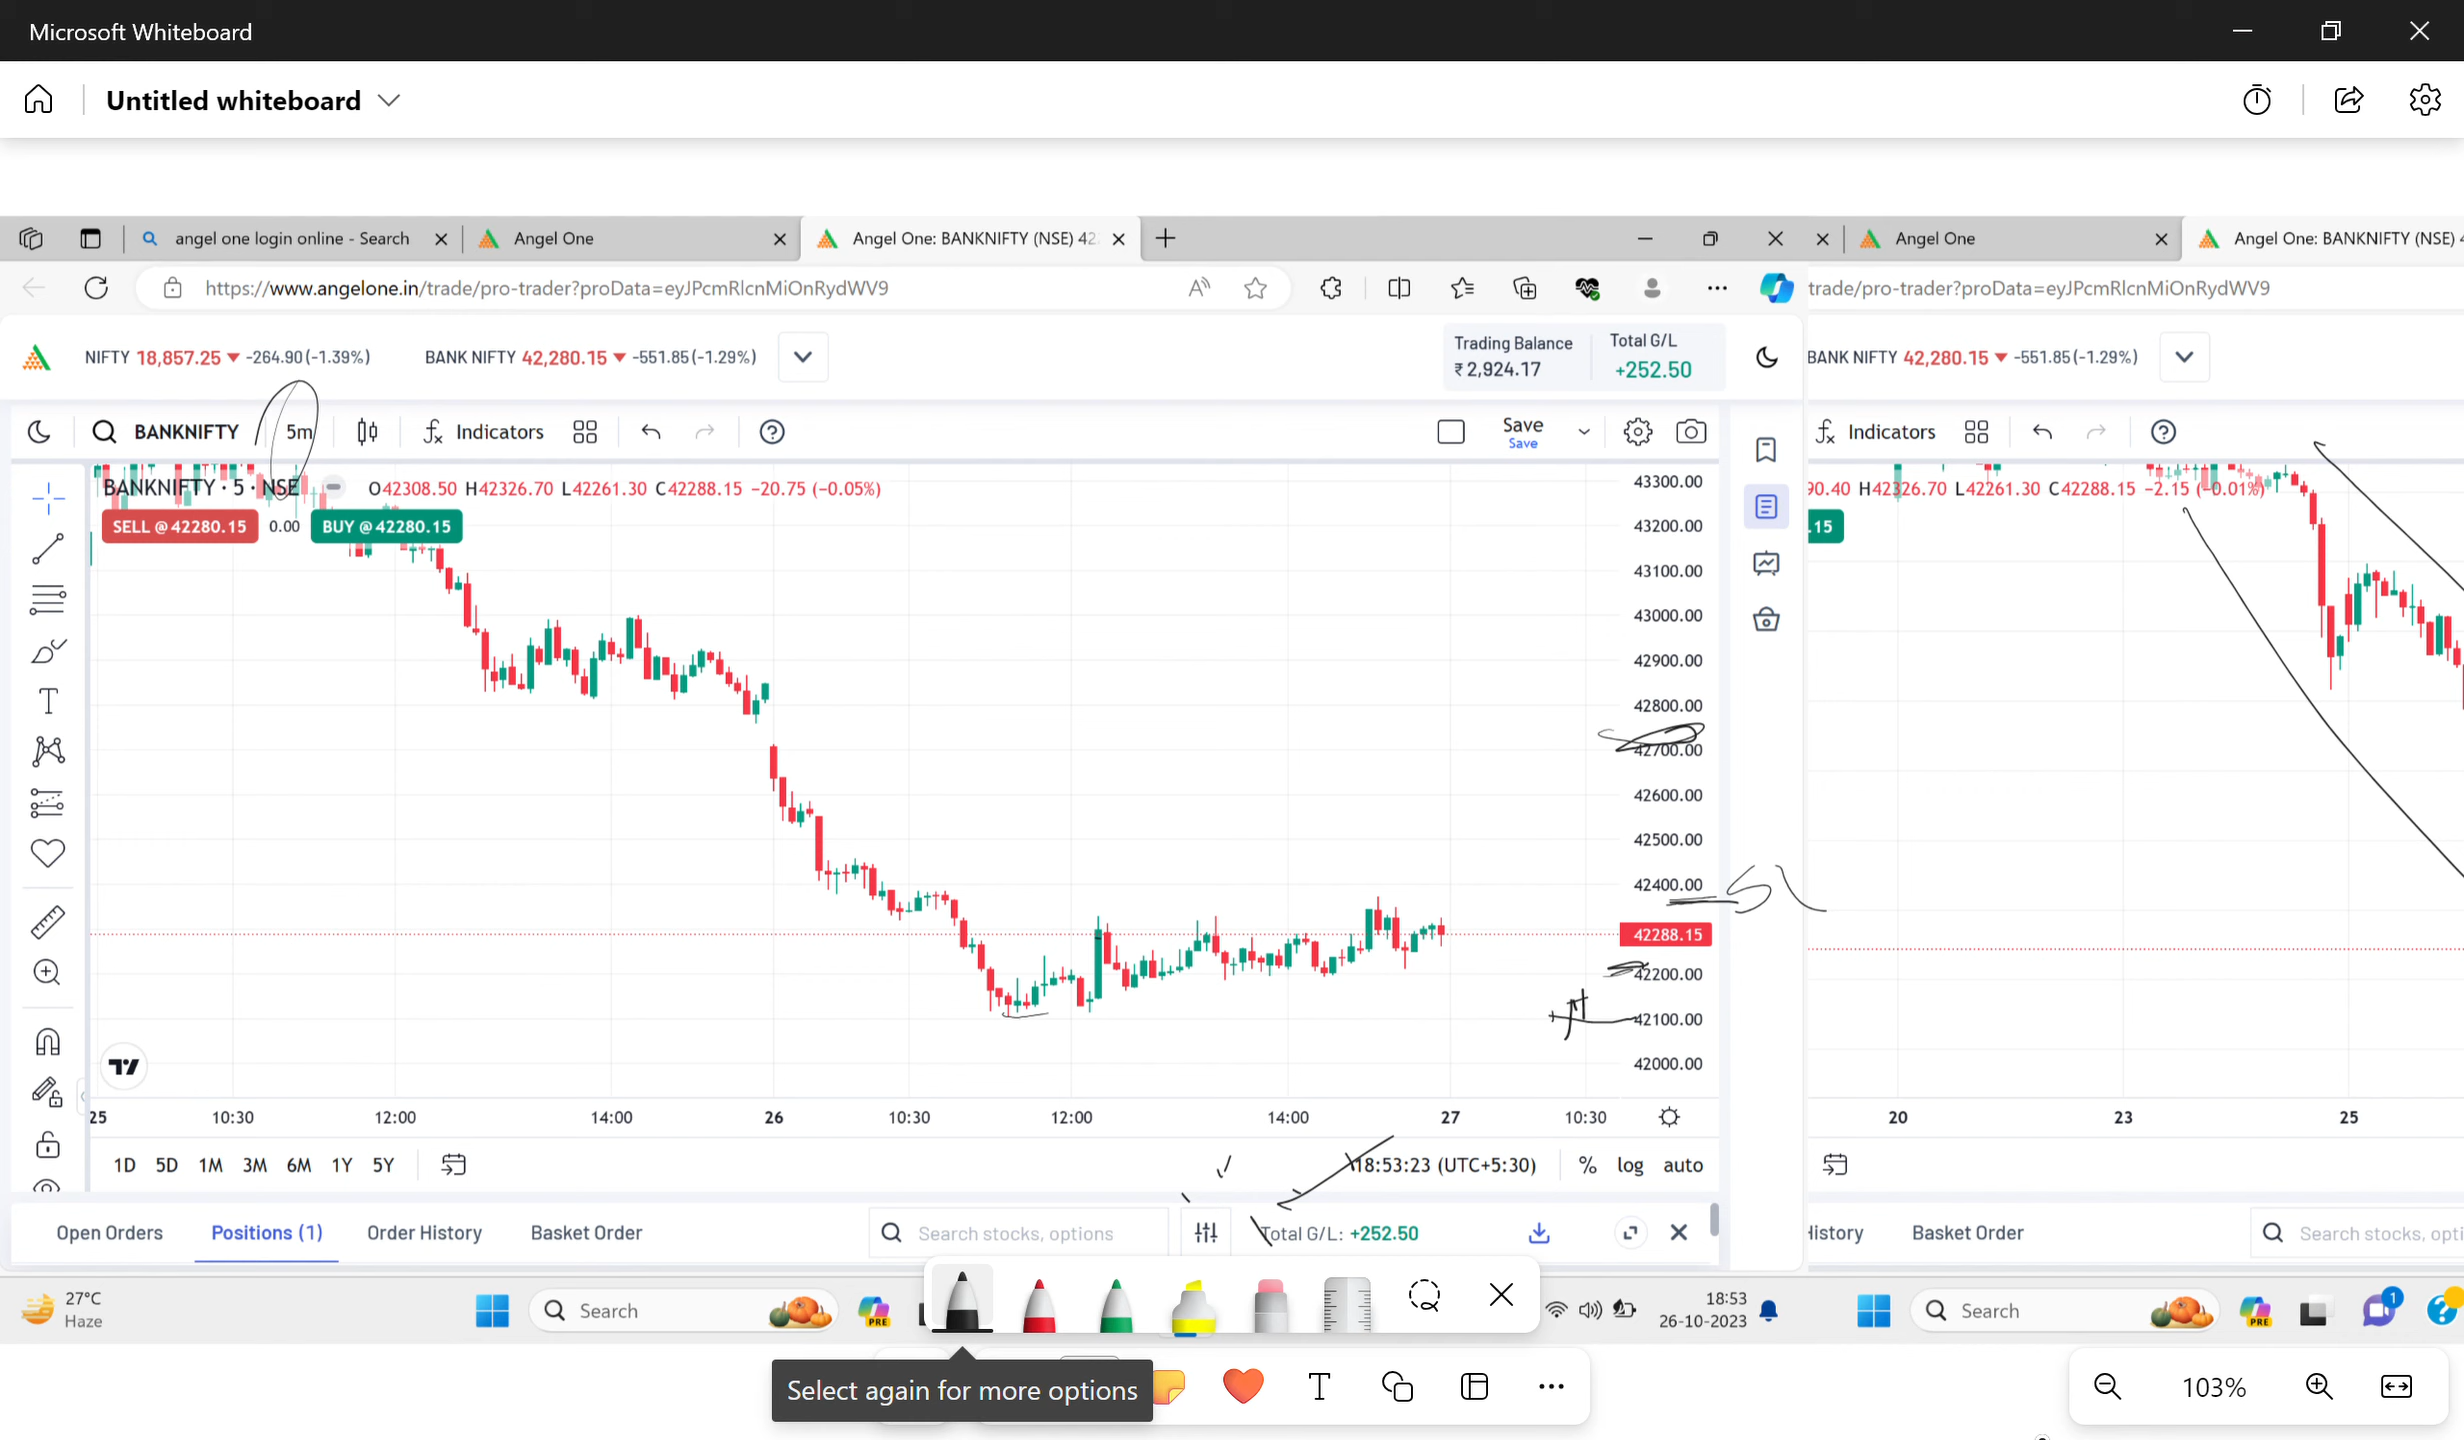 Microsoft Whiteboard
Untitled whiteboard
angel one login online - Search
Angel One
Angel One: BANKNIFTY (NSE) 42
Angel One
Angel One: BANKNIFTY (NSE) 4
https://www.angelone.in/trade/pro-trader?proData=eyJPcmRlcnMiOnRydWV9
trade/pro-trader?proData=eyJPcmRlcnMiOnRydWV9
NIFTY 18,857.25 ▼ -264.90 (-1.39%)
BANK NIFTY 42,280.15 ▼ -551.85 (-1.29%)
Trading Balance
₹ 2,924.17
Total G/L
+252.50
BANK NIFTY 42,280.15 ▼ -551.85 (-1.29%)
BANKNIFTY
5m
Indicators
Save
Save
Indicators
BANKNIFTY · 5 · NSE
O42308.50 H42326.70 L42261.30 C42288.15 −20.75 (−0.05%)
90.40 H42326.70 L42261.30 C42288.15 −2.15 (−0.01%)
SELL @ 42280.15
0.00
BUY @ 42280.15
.15
43300.00
43200.00
43100.00
43000.00
42900.00
42800.00
42700.00
42600.00
42500.00
42400.00
42288.15
42200.00
42100.00
42000.00
25 10:30 12:00 14:00 26 10:30 12:00 14:00 27 10:30
20 23 25
1D 5D 1M 3M 6M 1Y 5Y
18:53:23 (UTC+5:30)
% log auto
Open Orders
Positions (1)
Order History
Basket Order
Search stocks, options
Total G/L: +252.50
History
Basket Order
Search stocks, opti
27°C
Haze
Search
PRE
18:53
26-10-2023
Search
PRE
1
Select again for more options
103%